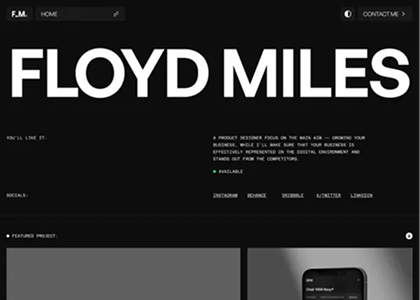 F.M.
HOME
CONTACT ME
FLOYD MILES
YOU'LL LIKE IT:
A PRODUCT DESIGNER FOCUS ON THE MAIN AIM —— GROWING YOUR
BUSINESS, WHILE I'LL MAKE SURE THAT YOUR BUSINESS IS
EFFECTIVELY REPRESENTED IN THE DIGITAL ENVIRONMENT AND
STANDS OUT FROM THE COMPETITORS.
AVAILABLE
SOCIALS:
INSTAGRAM BEHANCE DRIBBBLE X/TWITTER LINKEDIN
FEATURED PROJECT: